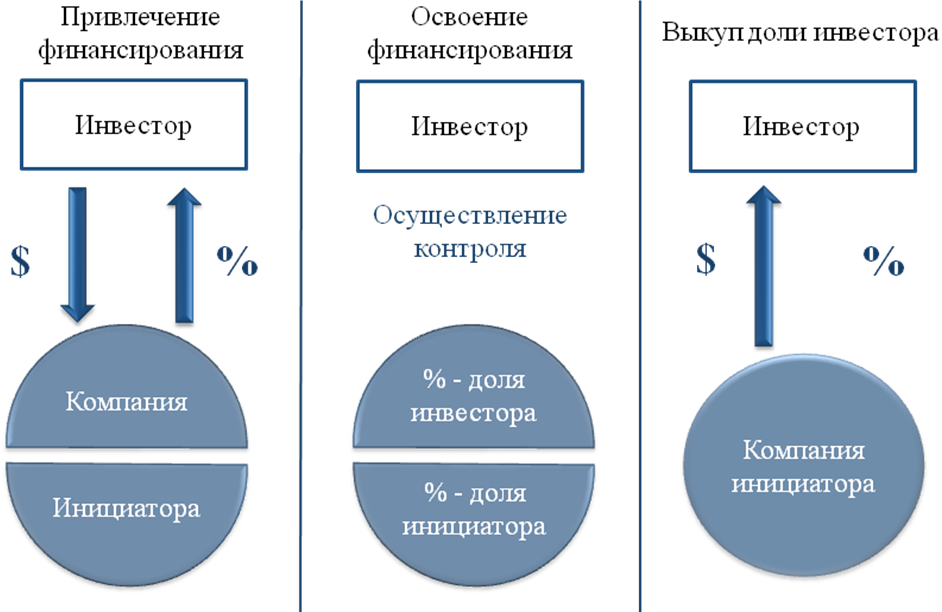 Привлечение
финансирования
Инвестор
$
%
Компания
Инициатора
Освоение
финансирования
Инвестор
Осуществление
контроля
% - доля
инвестора
% - доля
инициатора
Выкуп доли инвестора
Инвестор
$
%
Компания
инициатора